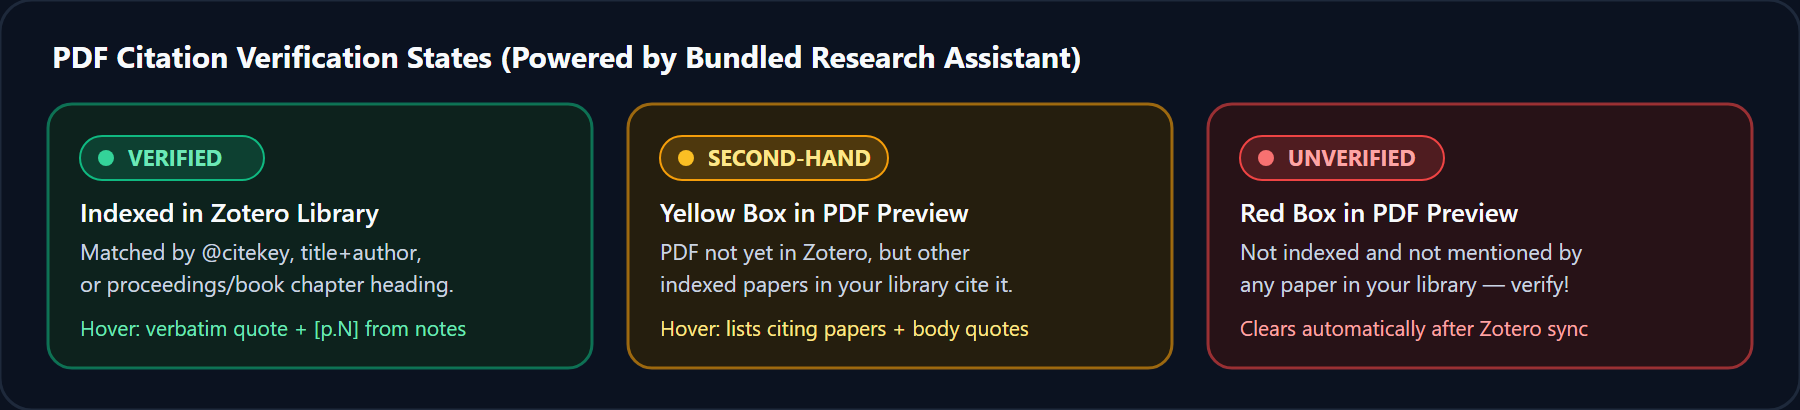 PDF Citation Verification States (Powered by Bundled Research Assistant)
VERIFIED
Indexed in Zotero Library
Matched by @citekey, title+author,
or proceedings/book chapter heading.
Hover: verbatim quote + [p.N] from notes
SECOND-HAND
Yellow Box in PDF Preview
PDF not yet in Zotero, but other
indexed papers in your library cite it.
Hover: lists citing papers + body quotes
UNVERIFIED
Red Box in PDF Preview
Not indexed and not mentioned by
any paper in your library — verify!
Clears automatically after Zotero sync